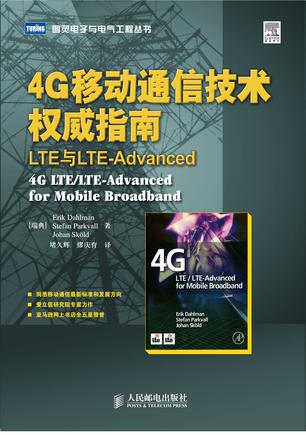 TURING
图灵电子与电气工程丛书
4G移动通信技术
权威指南
LTE与LTE-Advanced
4G LTE/LTE-Advanced
for Mobile Broadband
[瑞典]
Erik Dahlman
Stefan Parkvall 著
Johan Sköld
堵久辉 缪庆育 译
4G
LTE / LTE-Advanced
for Mobile Broadband
Erik Dahlman
Stefan Parkvall
Johan Sköld
洞悉移动通信最新标准和发展方向
爱立信研究院专家力作
亚马逊网上书店全五星赞誉
人民邮电出版社
POSTS & TELECOM PRESS